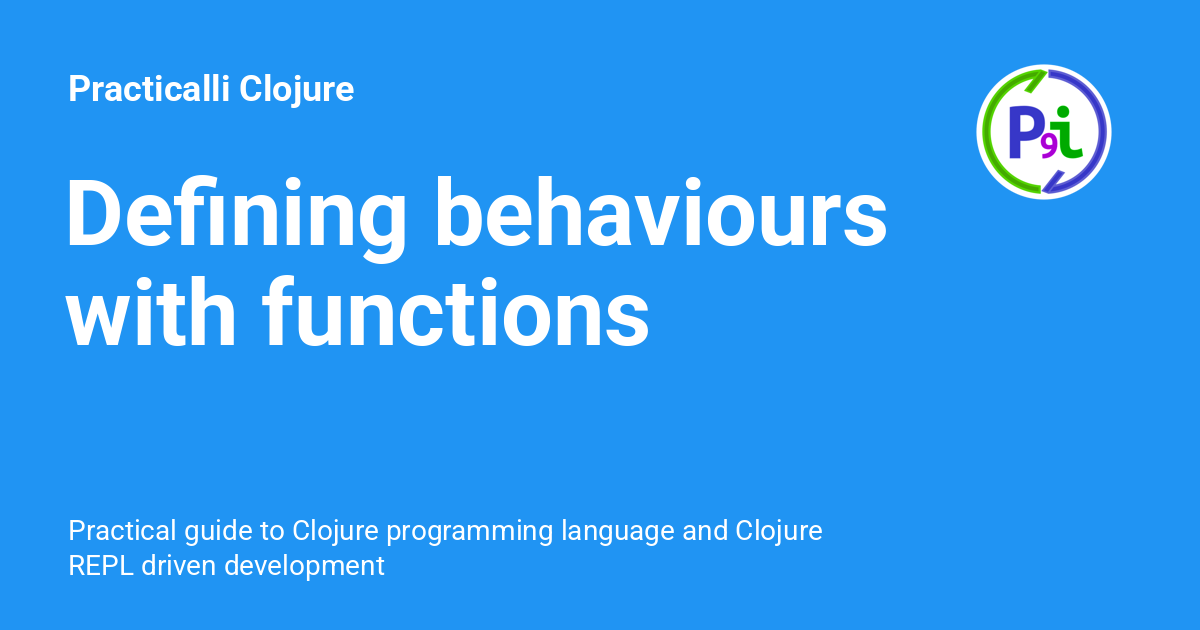 Practicalli Clojure
P9i
Defining behaviours
with functions
Practical guide to Clojure programming language and Clojure
REPL driven development